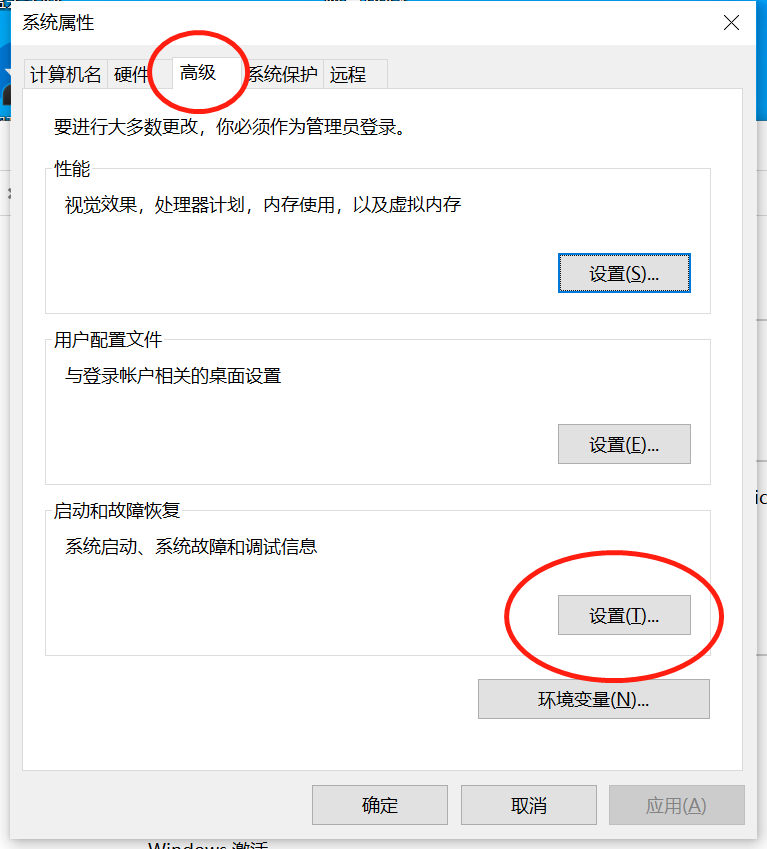 系统属性
计算机名 硬件 高级 系统保护 远程
要进行大多数更改，你必须作为管理员登录。
性能
视觉效果，处理器计划，内存使用，以及虚拟内存
设置(S)...
用户配置文件
与登录帐户相关的桌面设置
设置(E)...
启动和故障恢复
系统启动、系统故障和调试信息
设置(T)...
环境变量(N)...
确定 取消 应用(A)
Windows 激活